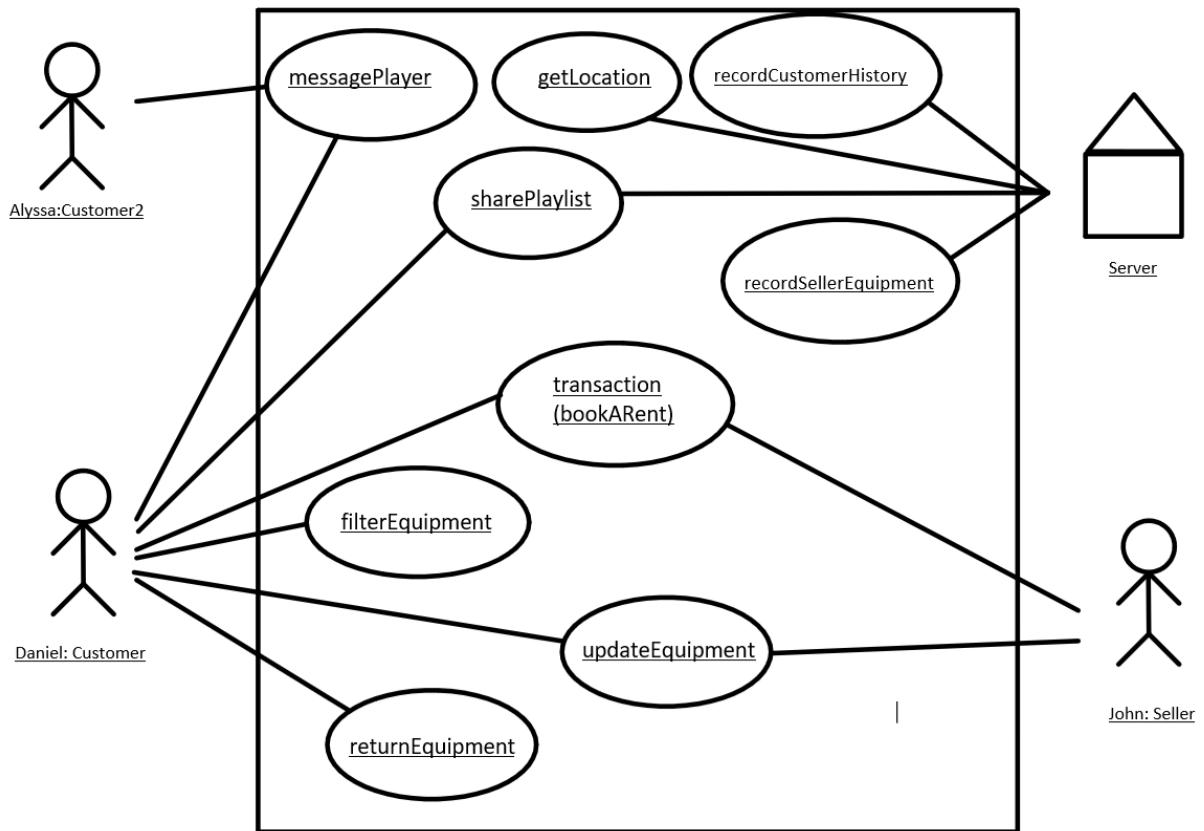 messagePlayer
getLocation
recordCustomerHistory
Alyssa:Customer2
sharePlaylist
Server
recordSellerEquipment
transaction
(bookARent)
filterEquipment
Daniel: Customer
updateEquipment
John: Seller
returnEquipment